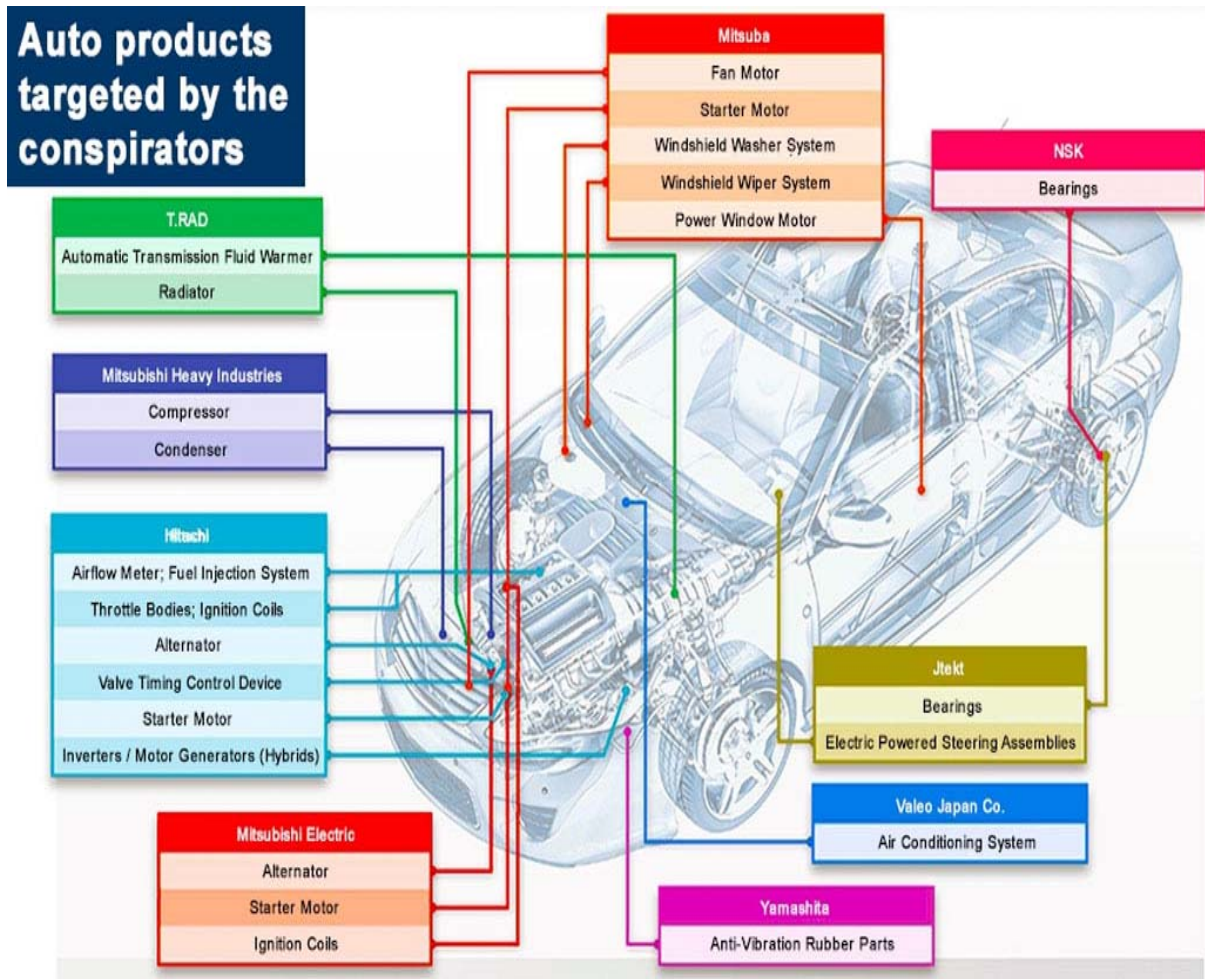 Auto products
targeted by the
conspirators
Mitsuba
Fan Motor
Starter Motor
Windshield Washer System
Windshield Wiper System
Power Window Motor
NSK
Bearings
T.RAD
Automatic Transmission Fluid Warmer
Radiator
Mitsubishi Heavy Industries
Compressor
Condenser
Hitachi
Airflow Meter; Fuel Injection System
Throttle Bodies; Ignition Coils
Alternator
Valve Timing Control Device
Starter Motor
Inverters / Motor Generators (Hybrids)
Jtekt
Bearings
Electric Powered Steering Assemblies
Valeo Japan Co.
Air Conditioning System
Mitsubishi Electric
Alternator
Starter Motor
Ignition Coils
Yamashita
Anti-Vibration Rubber Parts